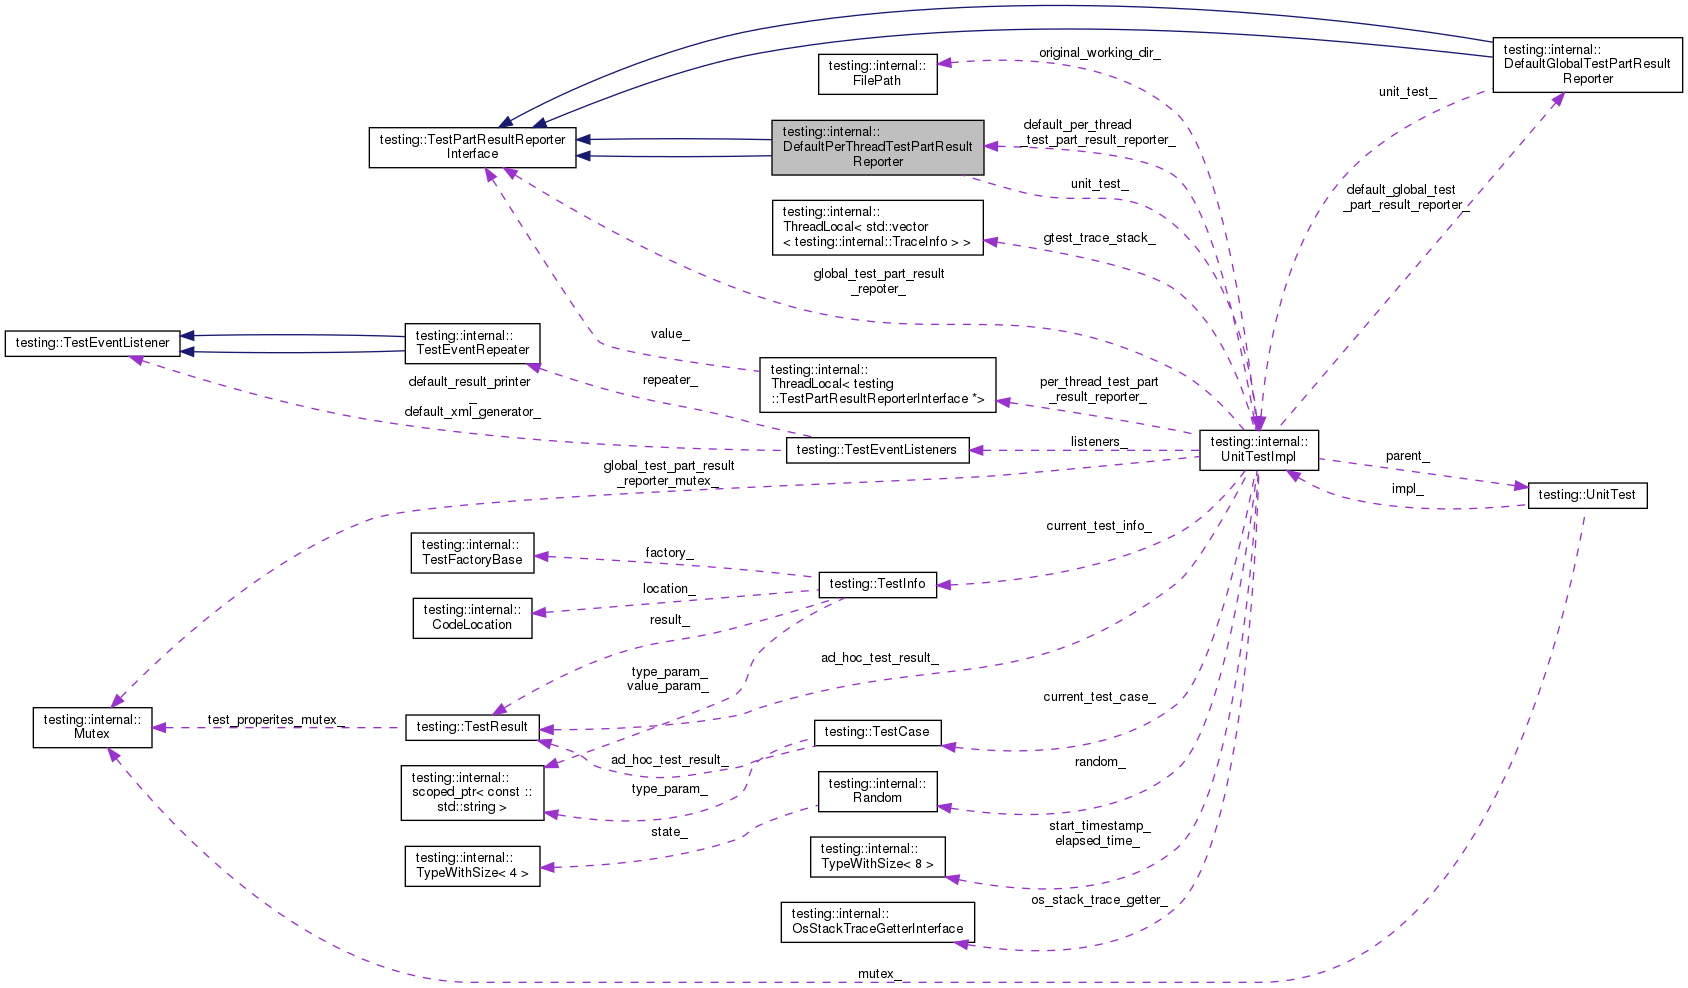 original_working_dir_
testing::internal::
FilePath
testing::internal::
DefaultGlobalTestPartResult
Reporter
unit_test_
testing::TestPartResultReporter
Interface
testing::internal::
DefaultPerThreadTestPartResult
Reporter
default_per_thread
_test_part_result_reporter_
unit_test_
default_global_test
_part_result_reporter_
testing::internal::
ThreadLocal< std::vector
< testing::internal::TraceInfo > >
gtest_trace_stack_
global_test_part_result
_repoter_
testing::TestEventListener
testing::internal::
TestEventRepeater
value_
testing::internal::
ThreadLocal< testing
::TestPartResultReporterInterface *>
per_thread_test_part
_result_reporter_
default_result_printer
_
default_xml_generator_
repeater_
testing::TestEventListeners
listeners_
testing::internal::
UnitTestImpl
parent_
impl_
testing::UnitTest
global_test_part_result
_reporter_mutex_
current_test_info_
testing::internal::
TestFactoryBase
factory_
testing::TestInfo
testing::internal::
CodeLocation
location_
result_
type_param_
value_param_
ad_hoc_test_result_
current_test_case_
testing::internal::
Mutex
test_properites_mutex_
testing::TestResult
testing::TestCase
ad_hoc_test_result_
type_param_
testing::internal::
scoped_ptr< const ::
std::string >
testing::internal::
Random
random_
state_
testing::internal::
TypeWithSize< 4 >
testing::internal::
TypeWithSize< 8 >
start_timestamp_
elapsed_time_
testing::internal::
OsStackTraceGetterInterface
os_stack_trace_getter_
mutex_